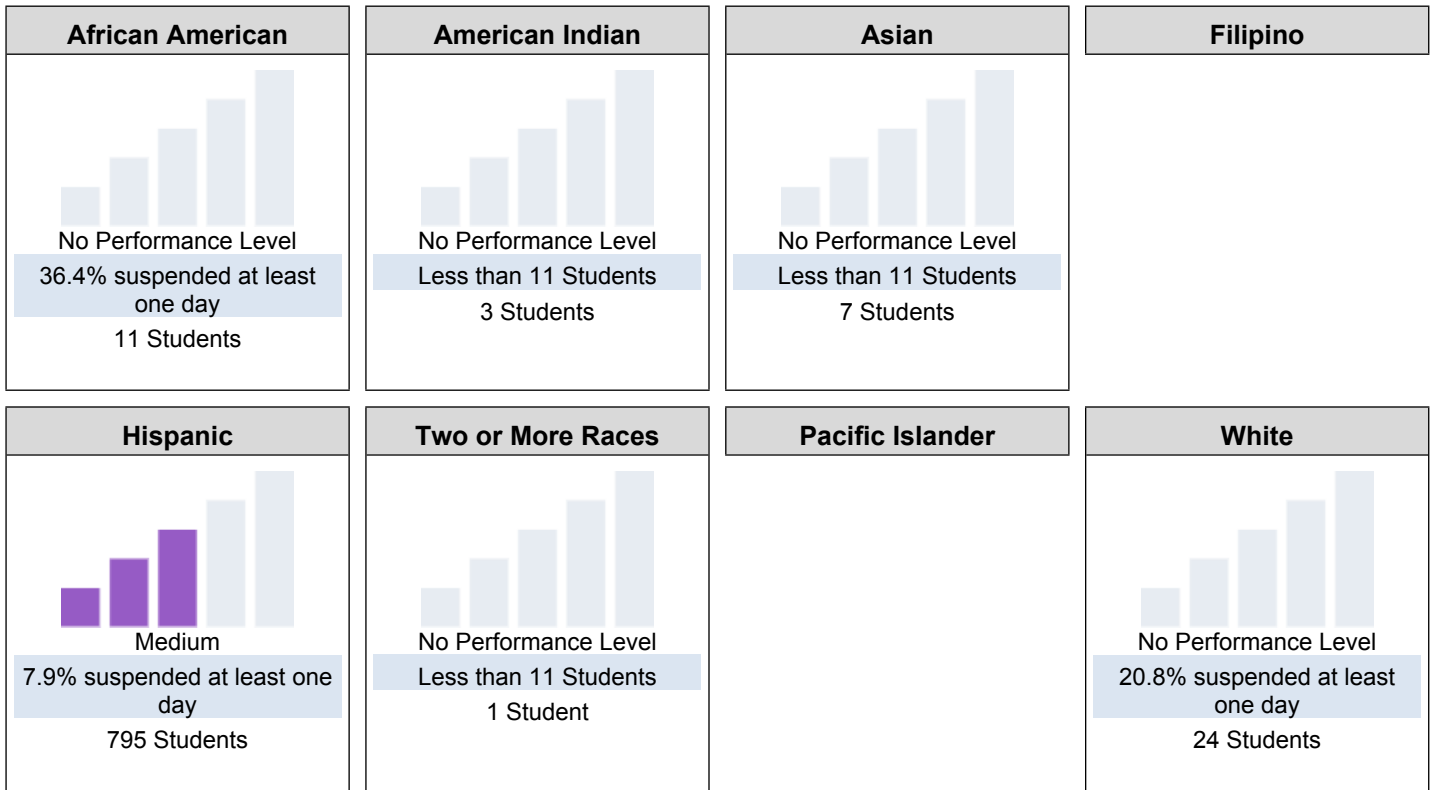 African American
No Performance Level
36.4% suspended at least
one day
11 Students
American Indian
No Performance Level
Less than 11 Students
3 Students
Asian
No Performance Level
Less than 11 Students
7 Students
Filipino
Hispanic
Medium
7.9% suspended at least one
day
795 Students
Two or More Races
No Performance Level
Less than 11 Students
1 Student
Pacific Islander
White
No Performance Level
20.8% suspended at least
one day
24 Students